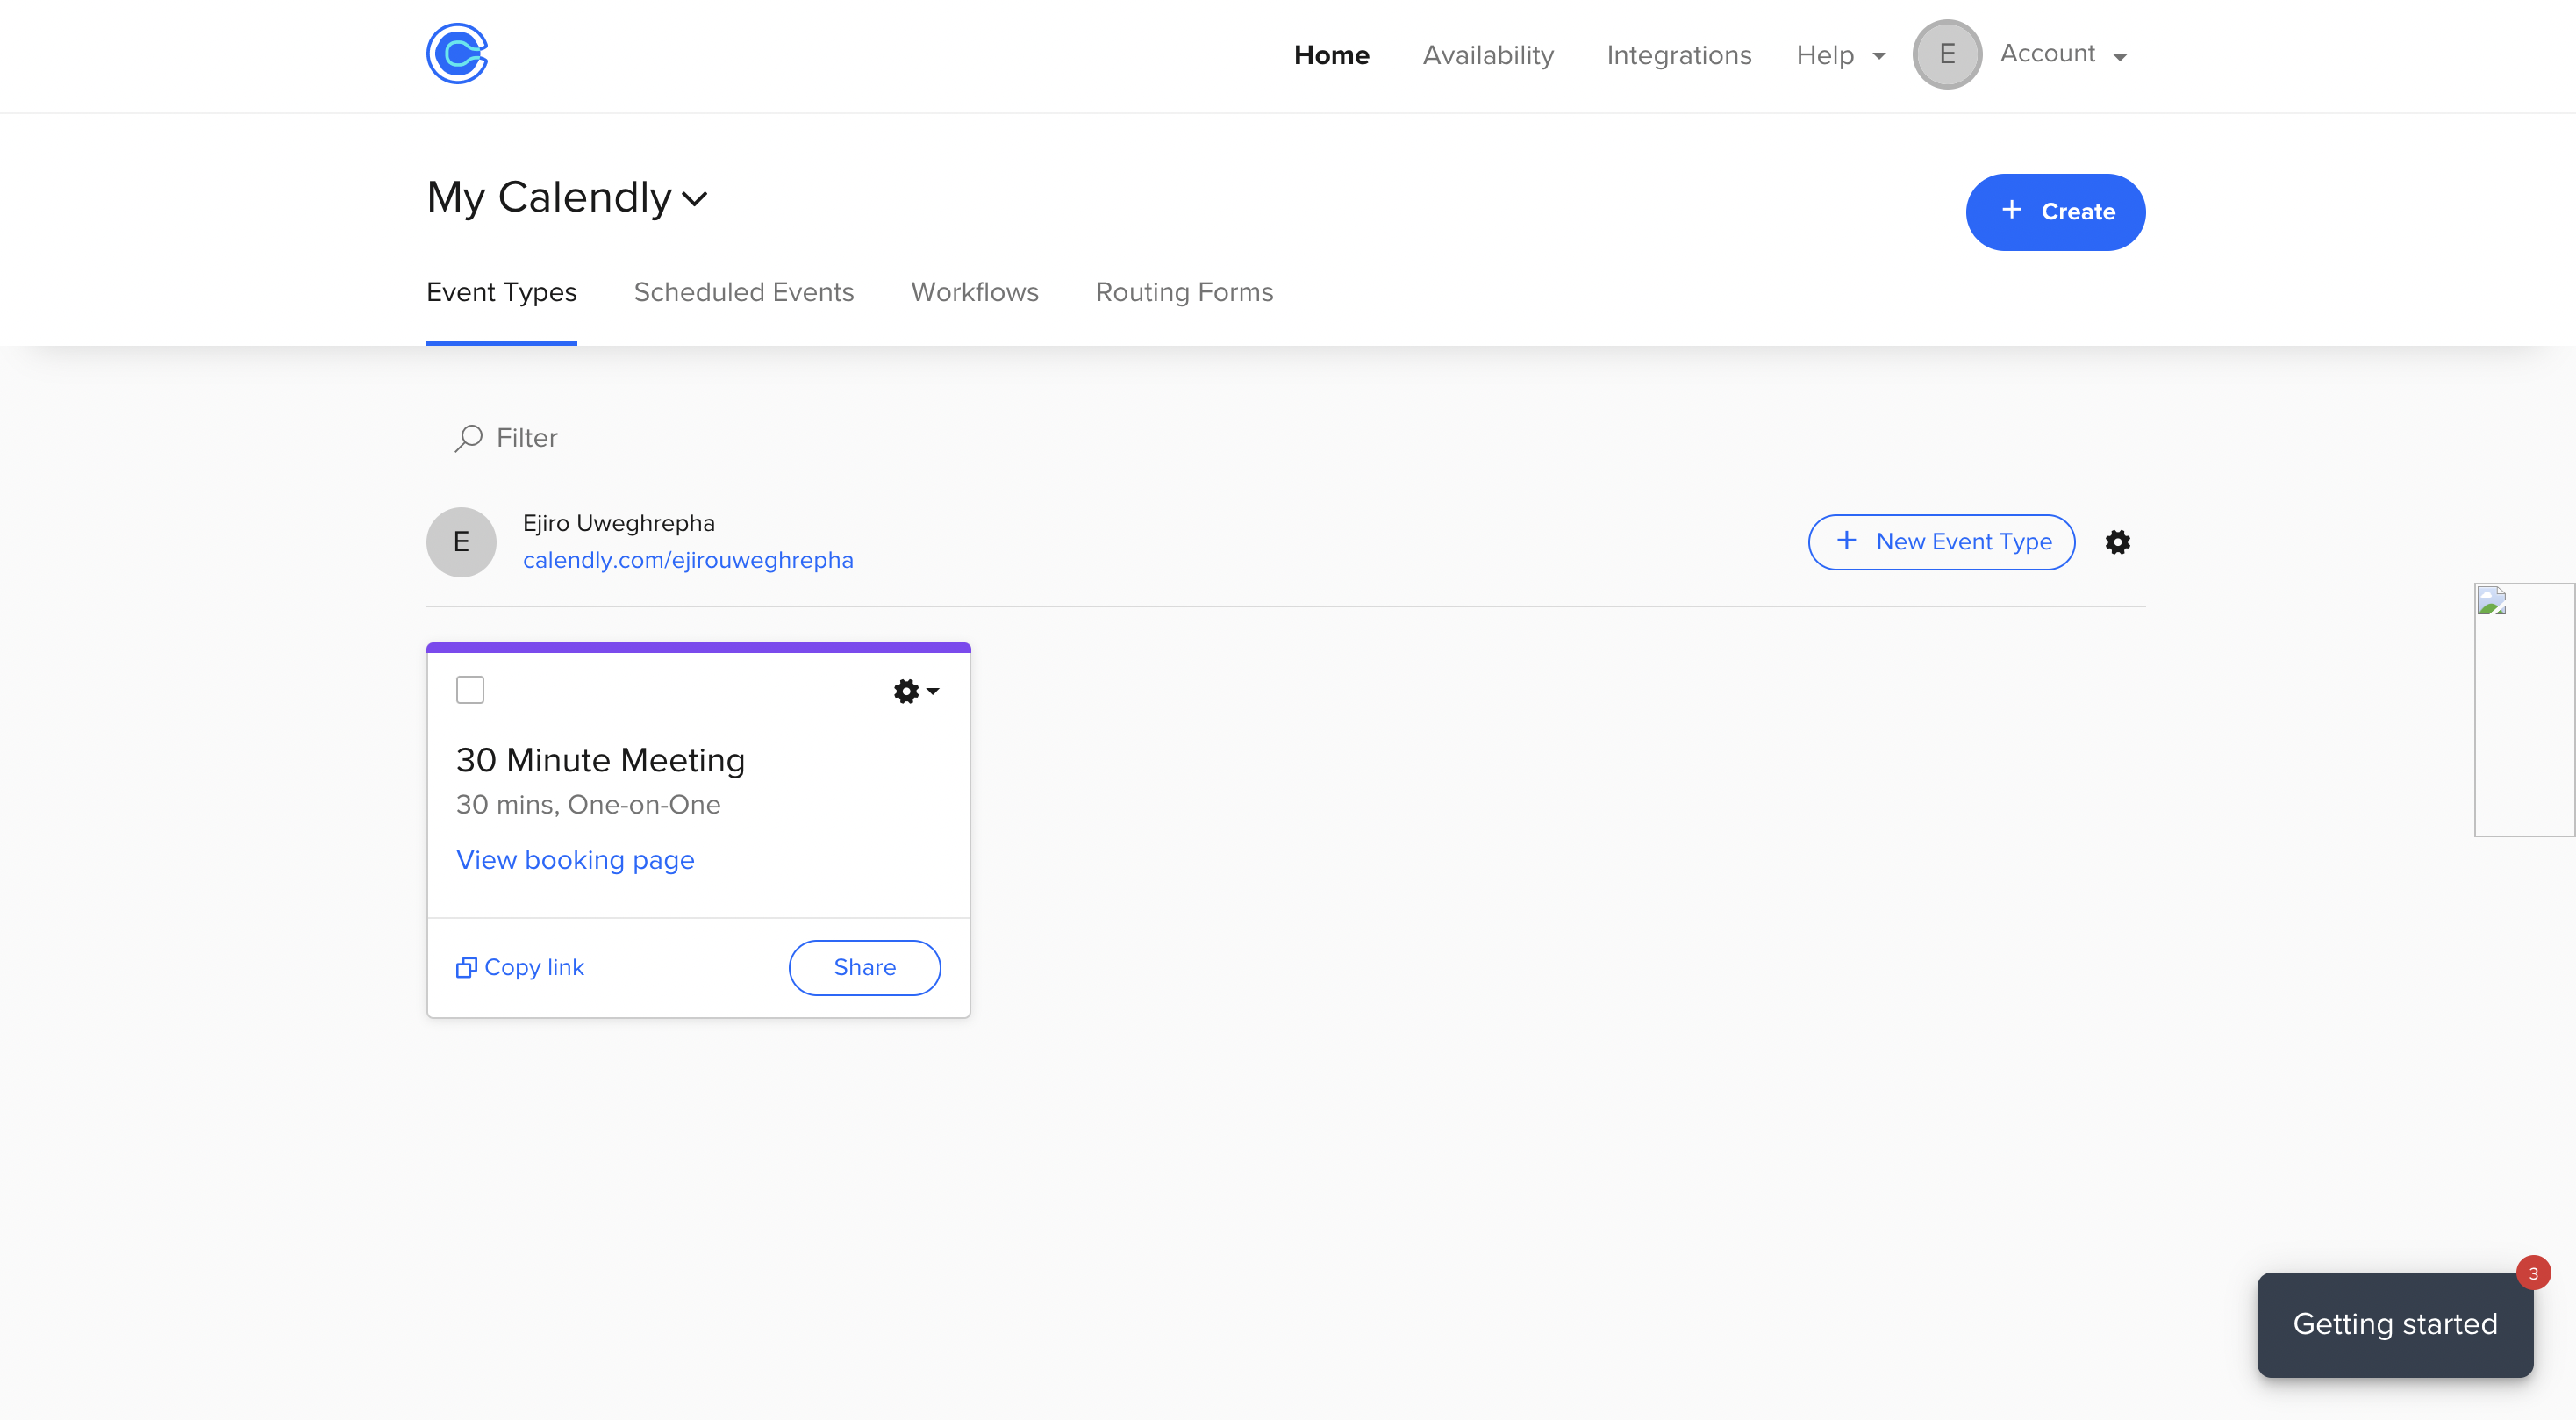 Home Availability Integrations Help E Account
My Calendly
+ Create
Event Types Scheduled Events Workflows Routing Forms
Filter
E
Ejiro Uweghrepha
calendly.com/ejirouweghrepha
+ New Event Type
30 Minute Meeting
30 mins, One-on-One
View booking page
Copy link Share
3
Getting started